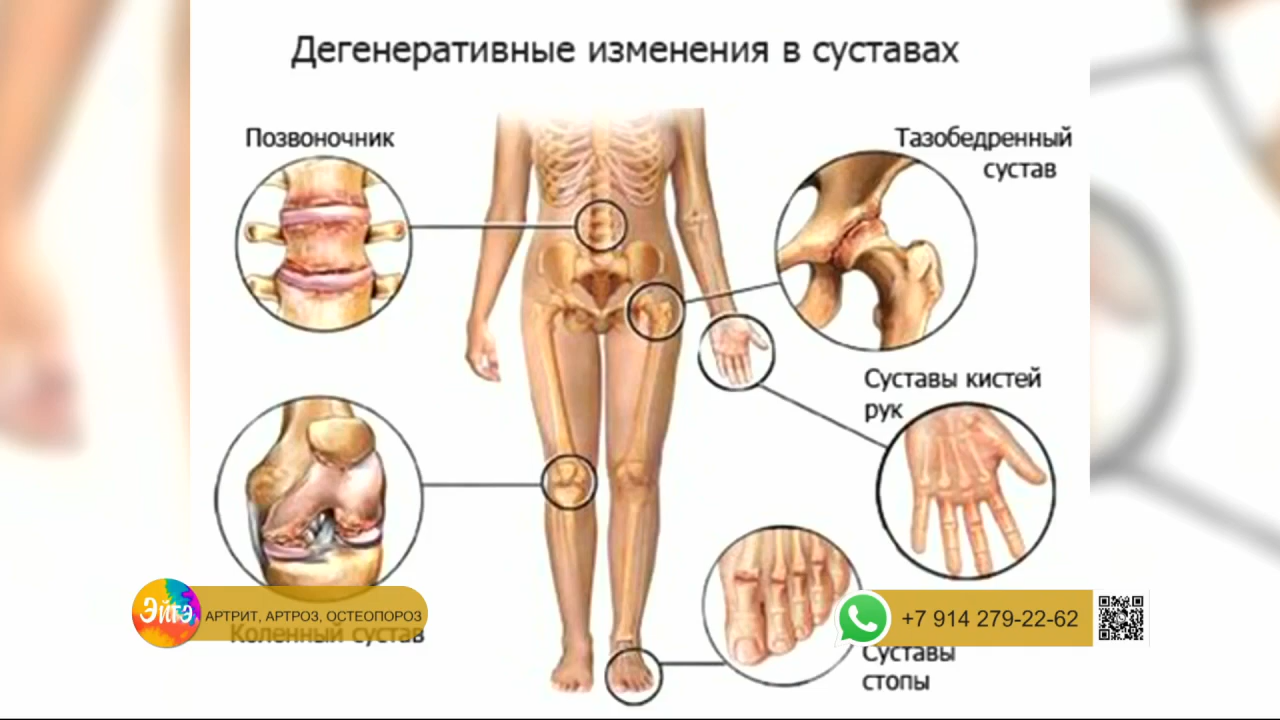 Дегенеративные изменения в суставах
Позвоночник
Тазобедренный
сустав
Суставы кистей
рук
Эйгэ
АРТРИТ, АРТРОЗ, ОСТЕОПОРОЗ
Коленный сустав
+7 914 279-22-62
Суставы
стопы